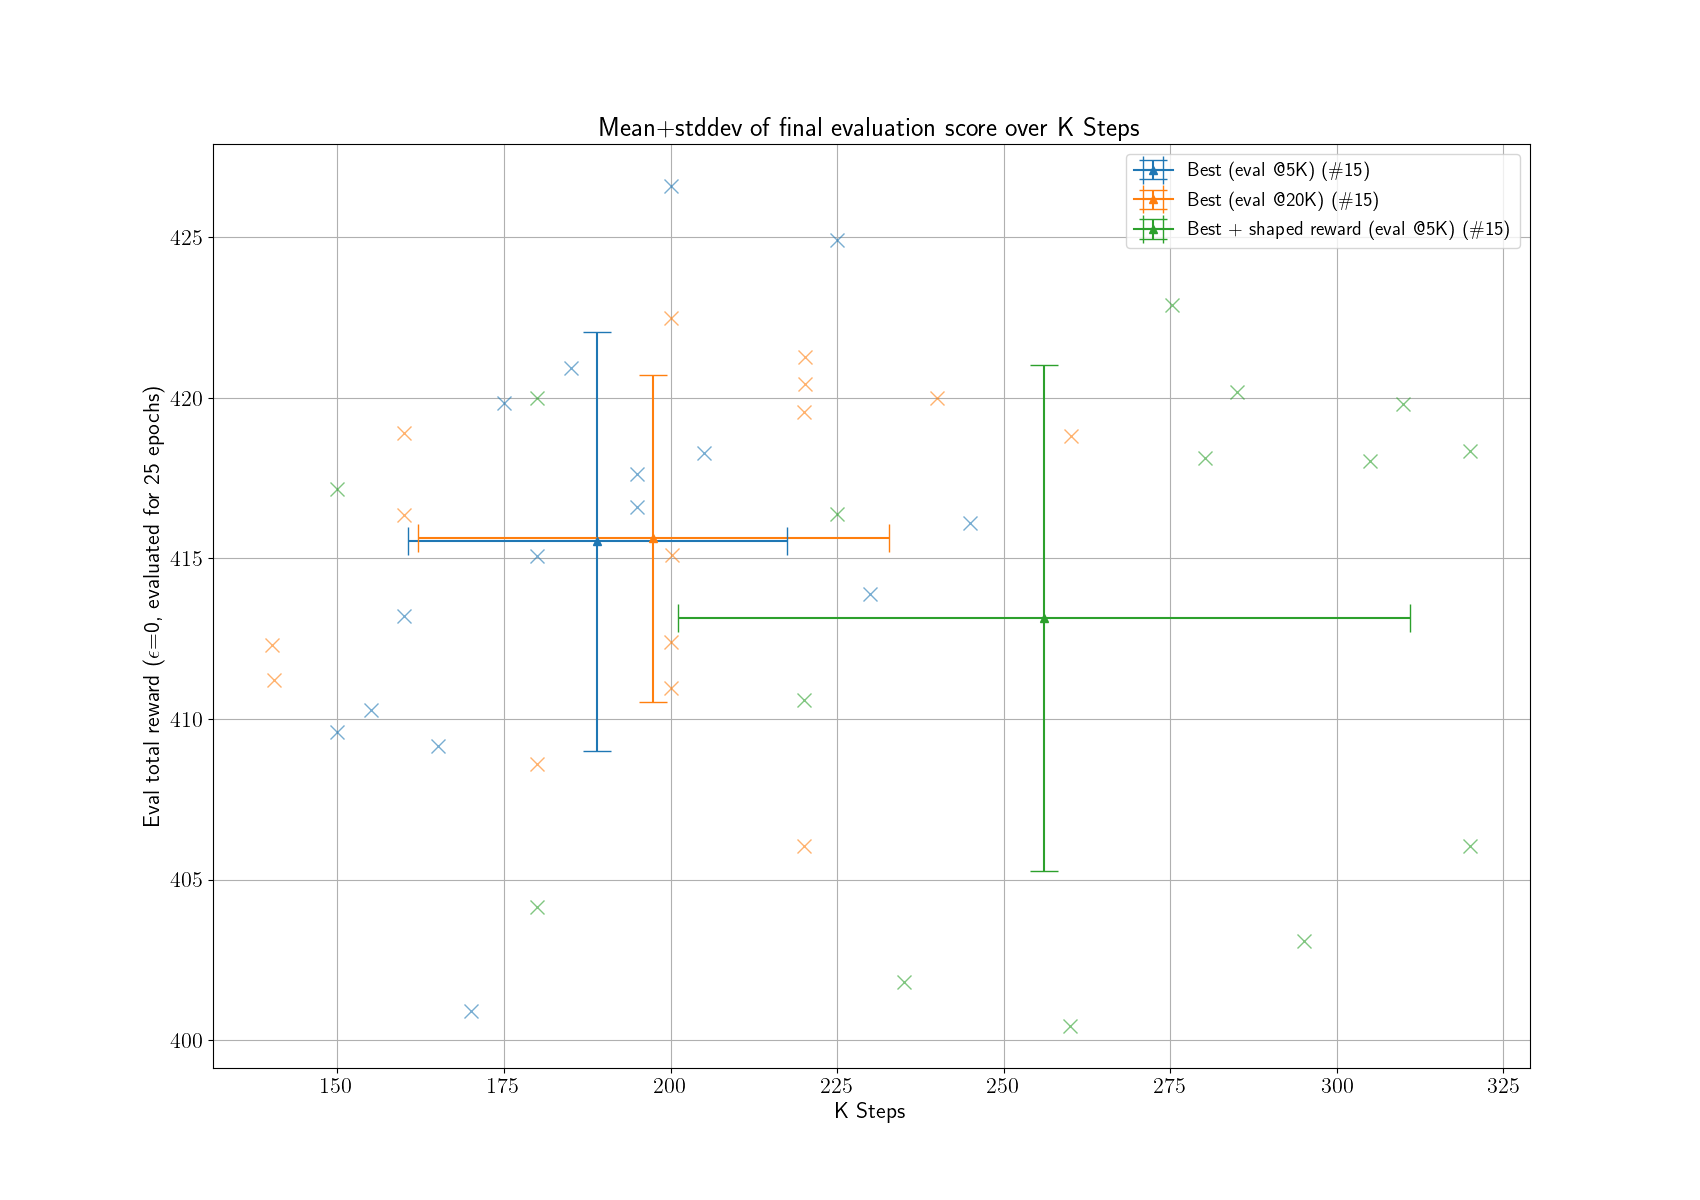 Mean+stddev of final evaluation score over K Steps
Best (eval @5K) (#15)
Best (eval @20K) (#15)
Best + shaped reward (eval @5K) (#15)
Eval total reward (ϵ=0, evaluated for 25 epochs)
425
420
415
410
405
400
150 175 200 225 250 275 300 325
K Steps